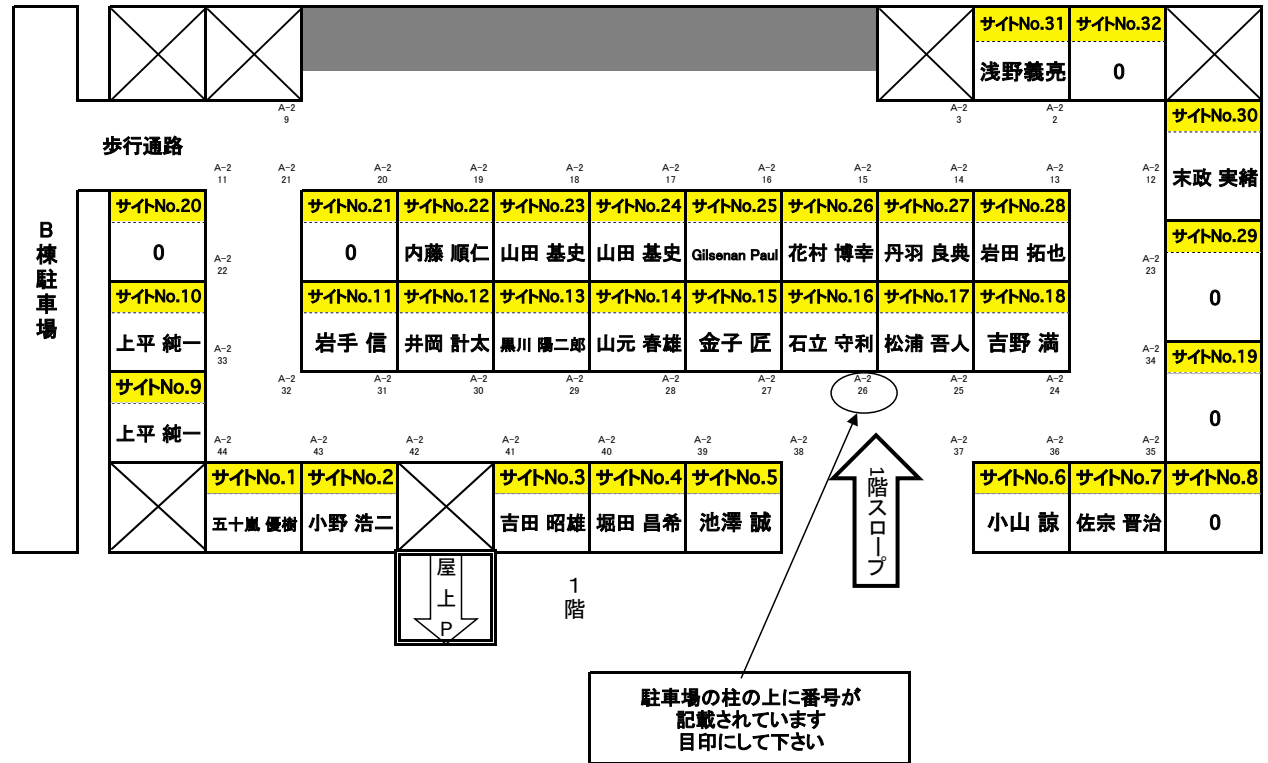 サイトNo.31 サイトNo.32
浅野義亮 0
A-2
9
A-2
3
A-2
2
サイトNo.30
末政 実緒
歩行通路
A-2
11
A-2
21
A-2
20
A-2
19
A-2
18
A-2
17
A-2
16
A-2
15
A-2
14
A-2
13
A-2
12
B棟駐車場
サイトNo.20 サイトNo.21 サイトNo.22 サイトNo.23 サイトNo.24 サイトNo.25 サイトNo.26 サイトNo.27 サイトNo.28
0 0 内藤 順仁 山田 基史 山田 基史 Gilsenan Paul 花村 博幸 丹羽 良典 岩田 拓也
A-2
22
A-2
23
サイトNo.29
0
サイトNo.10 サイトNo.11 サイトNo.12 サイトNo.13 サイトNo.14 サイトNo.15 サイトNo.16 サイトNo.17 サイトNo.18
上平 純一 岩手 信 井岡 計太 黒川 陽二郎 山元 春雄 金子 匠 石立 守利 松浦 吾人 吉野 満
A-2
33
A-2
34
サイトNo.19
0
サイトNo.9
上平 純一
A-2
32
A-2
31
A-2
30
A-2
29
A-2
28
A-2
27
A-2
26
A-2
25
A-2
24
A-2
44
A-2
43
A-2
42
A-2
41
A-2
40
A-2
39
A-2
38
A-2
37
A-2
36
A-2
35
サイトNo.1 サイトNo.2 サイトNo.3 サイトNo.4 サイトNo.5 サイトNo.6 サイトNo.7 サイトNo.8
五十嵐 優樹 小野 浩二 吉田 昭雄 堀田 昌希 池澤 誠 小山 諒 佐宗 晋治 0
1階スロープ
屋上P
1階
駐車場の柱の上に番号が
記載されています
目印にして下さい